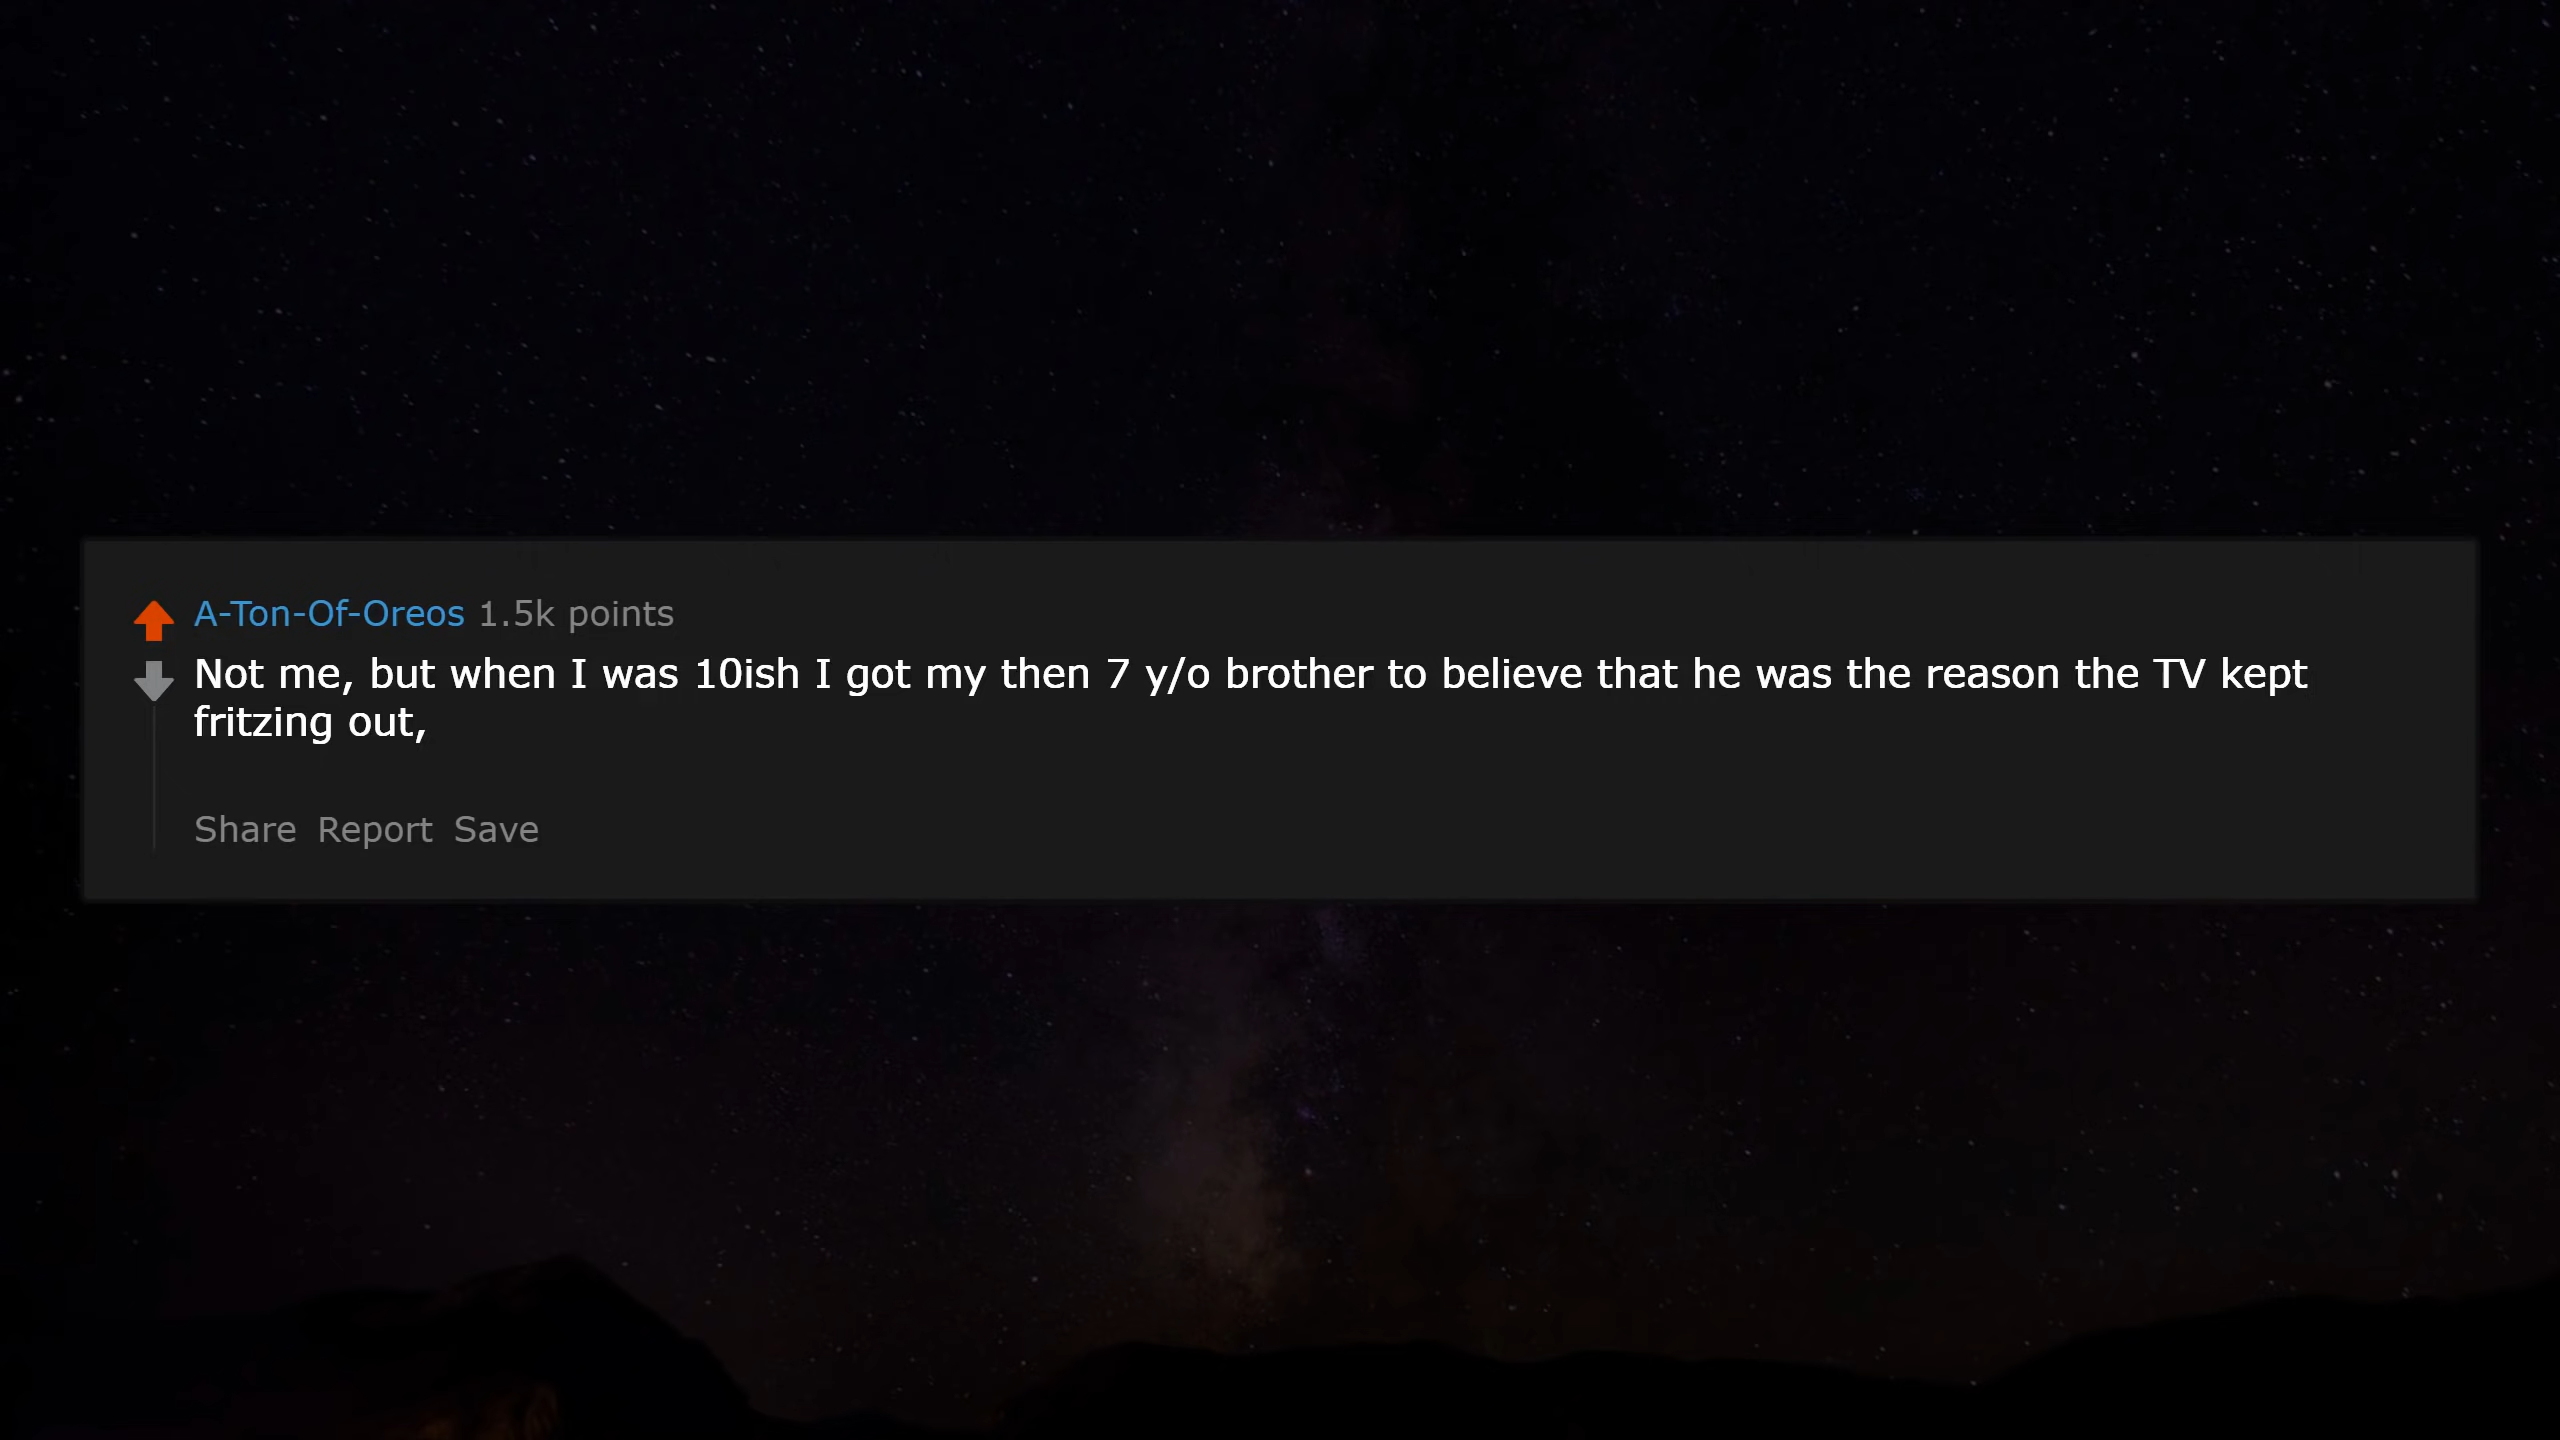 A-Ton-Of-Oreos 1.5k points
Not me, but when I was 10ish I got my then 7 y/o brother to believe that he was the reason the TV kept
fritzing out,
Share Report Save